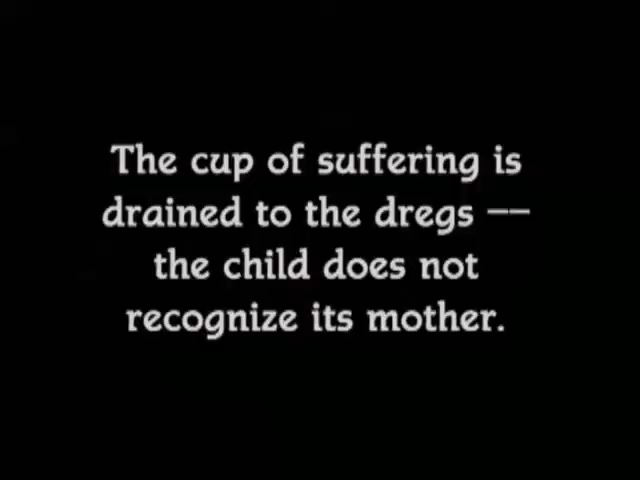 The cup of suffering is
drained to the dregs ––
the child does not
recognize its mother.